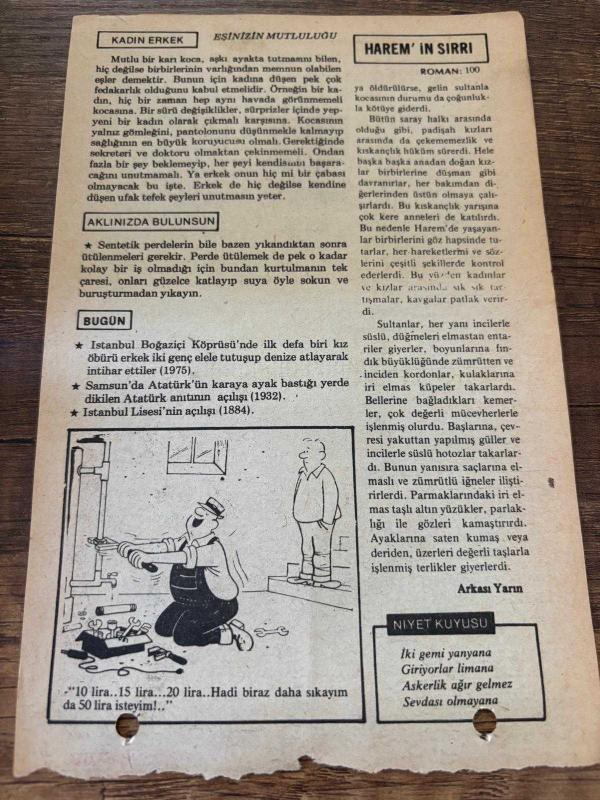 KADIN ERKEK
EŞİNİZİN MUTLULUĞU
Mutlu bir karı koca, aşkı ayakta tutmasını bilen,
hiç değilse birbirlerinin varlığından memnun olabilen
eşler demektir. Bunun için kadına düşen pek çok
fedakarlık olduğunu kabul etmelidir. Örneğin bir ka-
dın, hiç bir zaman hep aynı havada görünmemeli
kocasına. Bir sürü değişiklikler, sürprizler içinde yep-
yeni bir kadın olarak çıkmalı karşısına. Kocasının
yalnız gömleğini, pantolonunu düşünmekle kalmayıp
sağlığının en büyük koruyucusu olmalı. Gerektiğinde
sekreteri ve doktoru olmaktan çekinmemeli. Ondan
fazla bir şey beklemeyip, her şeyi kendisinin başara-
cağını unutmamalı. Ya erkek onun hiç mi bir çabası
olmayacak bu işte. Erkek de hiç değilse kendine
düşen ufak tefek şeyleri unutmasın yeter.
AKLINIZDA BULUNSUN
★ Sentetik perdelerin bile bazen yıkandıktan sonra
ütülenmeleri gerekir. Perde ütülemek de pek o kadar
kolay bir iş olmadığı için bundan kurtulmanın tek
çaresi, onları güzelce katlayıp suya öyle sokun ve
buruşturmadan yıkayın.
BUGÜN
★ Istanbul Boğaziçi Köprüsü'nde ilk defa biri kız
öbürü erkek iki genç elele tutuşup denize atlayarak
intihar ettiler (1975).
★ Samsun'da Atatürk'ün karaya ayak bastığı yerde
dikilen Atatürk anıtının açılışı (1932).
★ Istanbul Lisesi'nin açılışı (1884).
-"10 lira..15 lira...20 lira..Hadi biraz daha sıkayım
da 50 lira isteyim!.."
HAREM' İN SIRRI
ROMAN: 100
ya öldürülürse, gelin sultanla
kocasının durumu da çoğunluk-
la kötüye giderdi.
Bütün saray halkı arasında
olduğu gibi, padişah kızları
arasında da çekememezlik ve
kıskançlık hüküm sürerdi. Hele
başka başka anadan doğan kız-
lar birbirlerine düşman gibi
davranırlar, her bakımdan di-
ğerlerinden üstün olmaya çalı-
şırlardı. Bu kıskançlık yarışına
çok kere anneleri de katılırdı.
Bu nedenle Harem'de yaşayan-
lar birbirlerini göz hapsinde tu-
tarlar, her hareketlerini ve söz-
lerini çeşitli şekillerde kontrol
ederlerdi. Bu yüzden kadınlar
ve kızlar arasında sık sık tar-
tışmalar, kavgalar patlak verir-
di.
Sultanlar, her yanı incilerle
süslü, düğmeleri elmastan enta-
riler giyerler, boyunlarına fın-
dık büyüklüğünde zümrütten ve
inciden kordonlar, kulaklarına
iri elmas küpeler takarlardı.
Bellerine bağladıkları kemer-
ler, çok değerli mücevherlerle
işlenmiş olurdu. Başlarına, çev-
resi yakuttan yapılmış güller ve
incilerle süslü hotozlar takarlar-
dı. Bunun yanısıra saçlarına el-
maslı ve zümrütlü iğneler ilişti-
rirlerdi. Parmaklarındaki iri el-
mas taşlı altın yüzükler, parlak-
lığı ile gözleri kamaştırırdı.
Ayaklarına saten kumaş veya
deriden, üzerleri değerli taşlarla
işlenmiş terlikler giyerlerdi.
Arkası Yarın
NİYET KUYUSU
İki gemi yanyana
Giriyorlar limana
Askerlik ağır gelmez
Sevdası olmayana